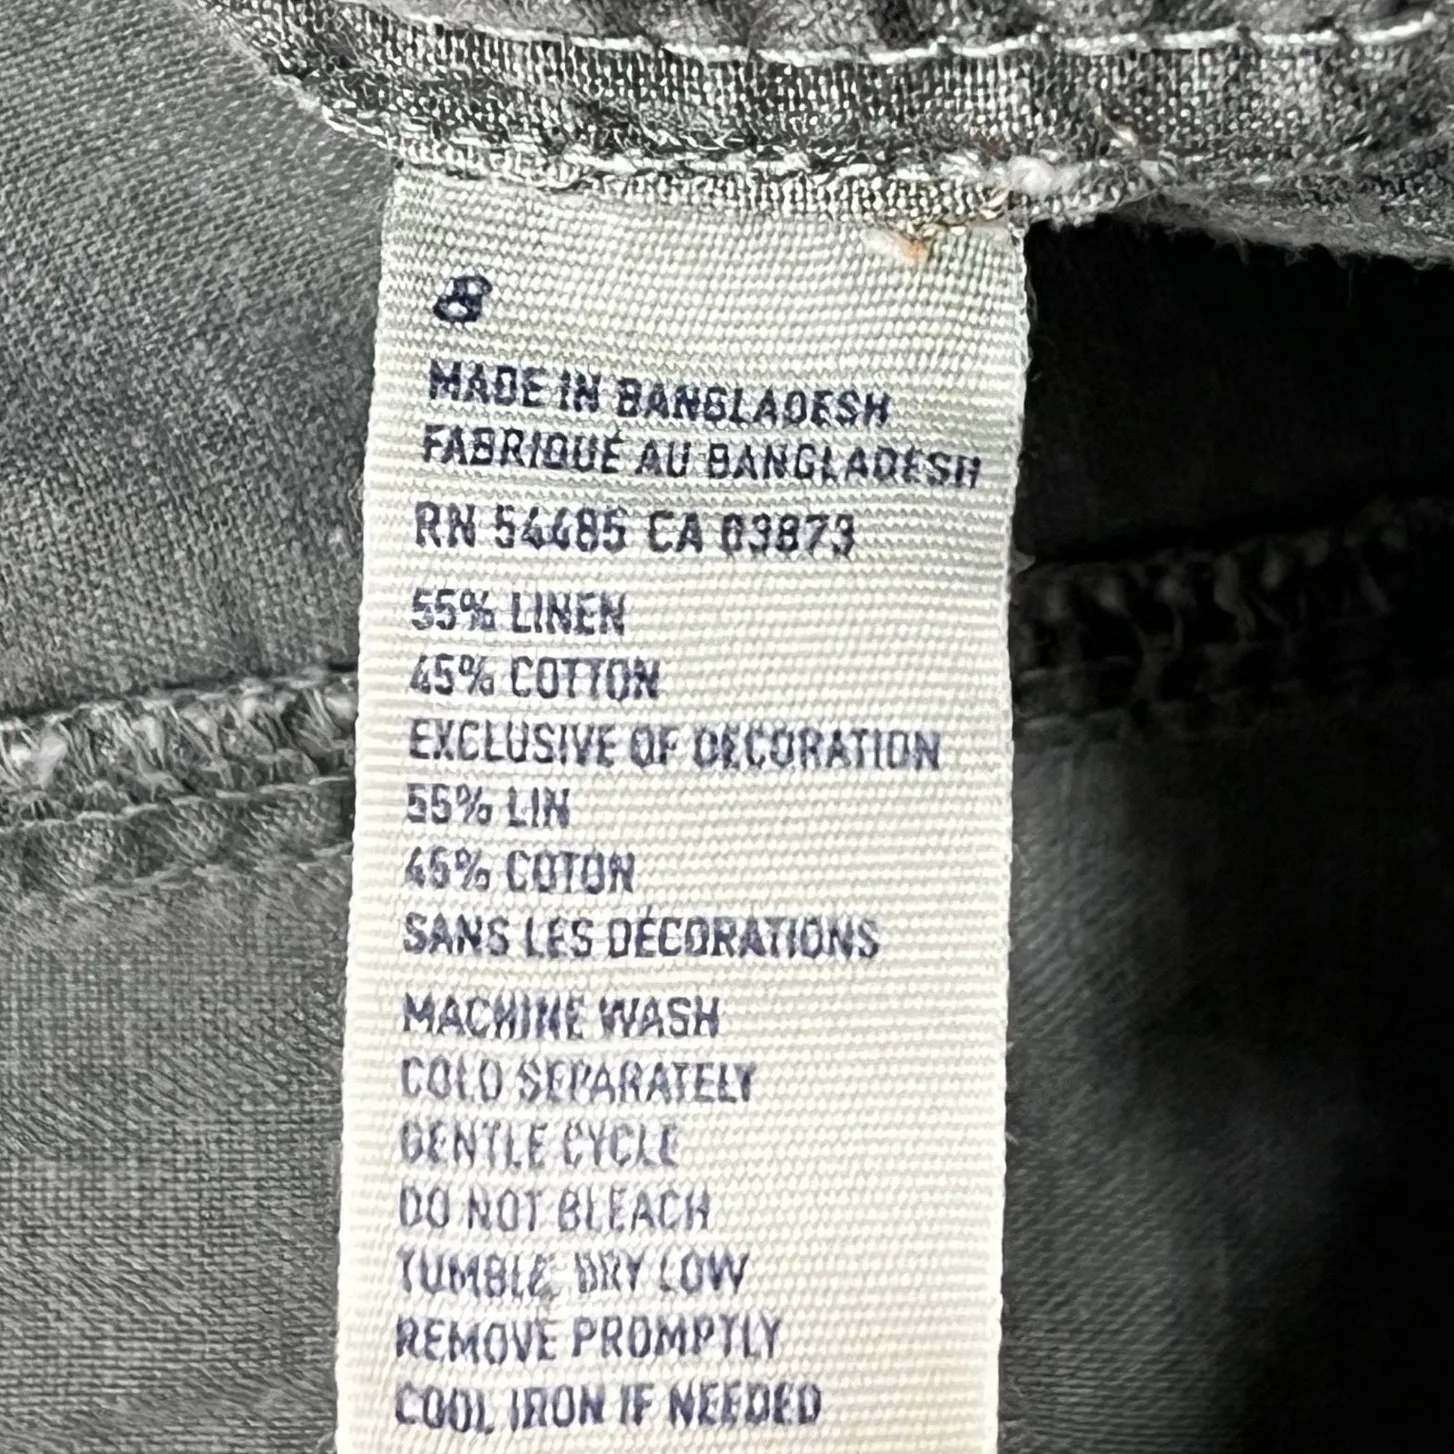 8
MADE IN BANGLADESH
FABRIQUÉ AU BANGLADESH
RN 54485 CA 03873
55% LINEN
45% COTTON
EXCLUSIVE OF DECORATION
55% LIN
45% COTON
SANS LES DÉCORATIONS
MACHINE WASH
COLD SEPARATELY
GENTLE CYCLE
DO NOT BLEACH
TUMBLE DRY LOW
REMOVE PROMPTLY
COOL IRON IF NEEDED